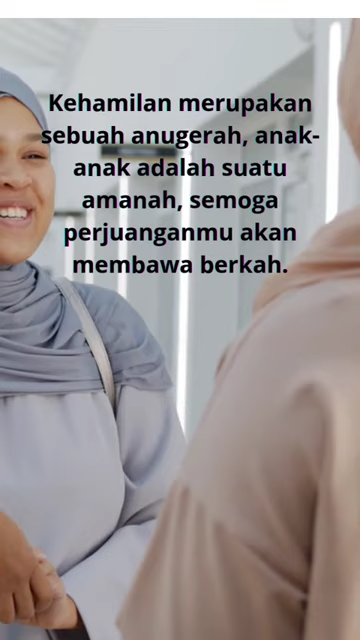 Kehamilan merupakan
sebuah anugerah, anak-
anak adalah suatu
amanah, semoga
perjuanganmu akan
membawa berkah.